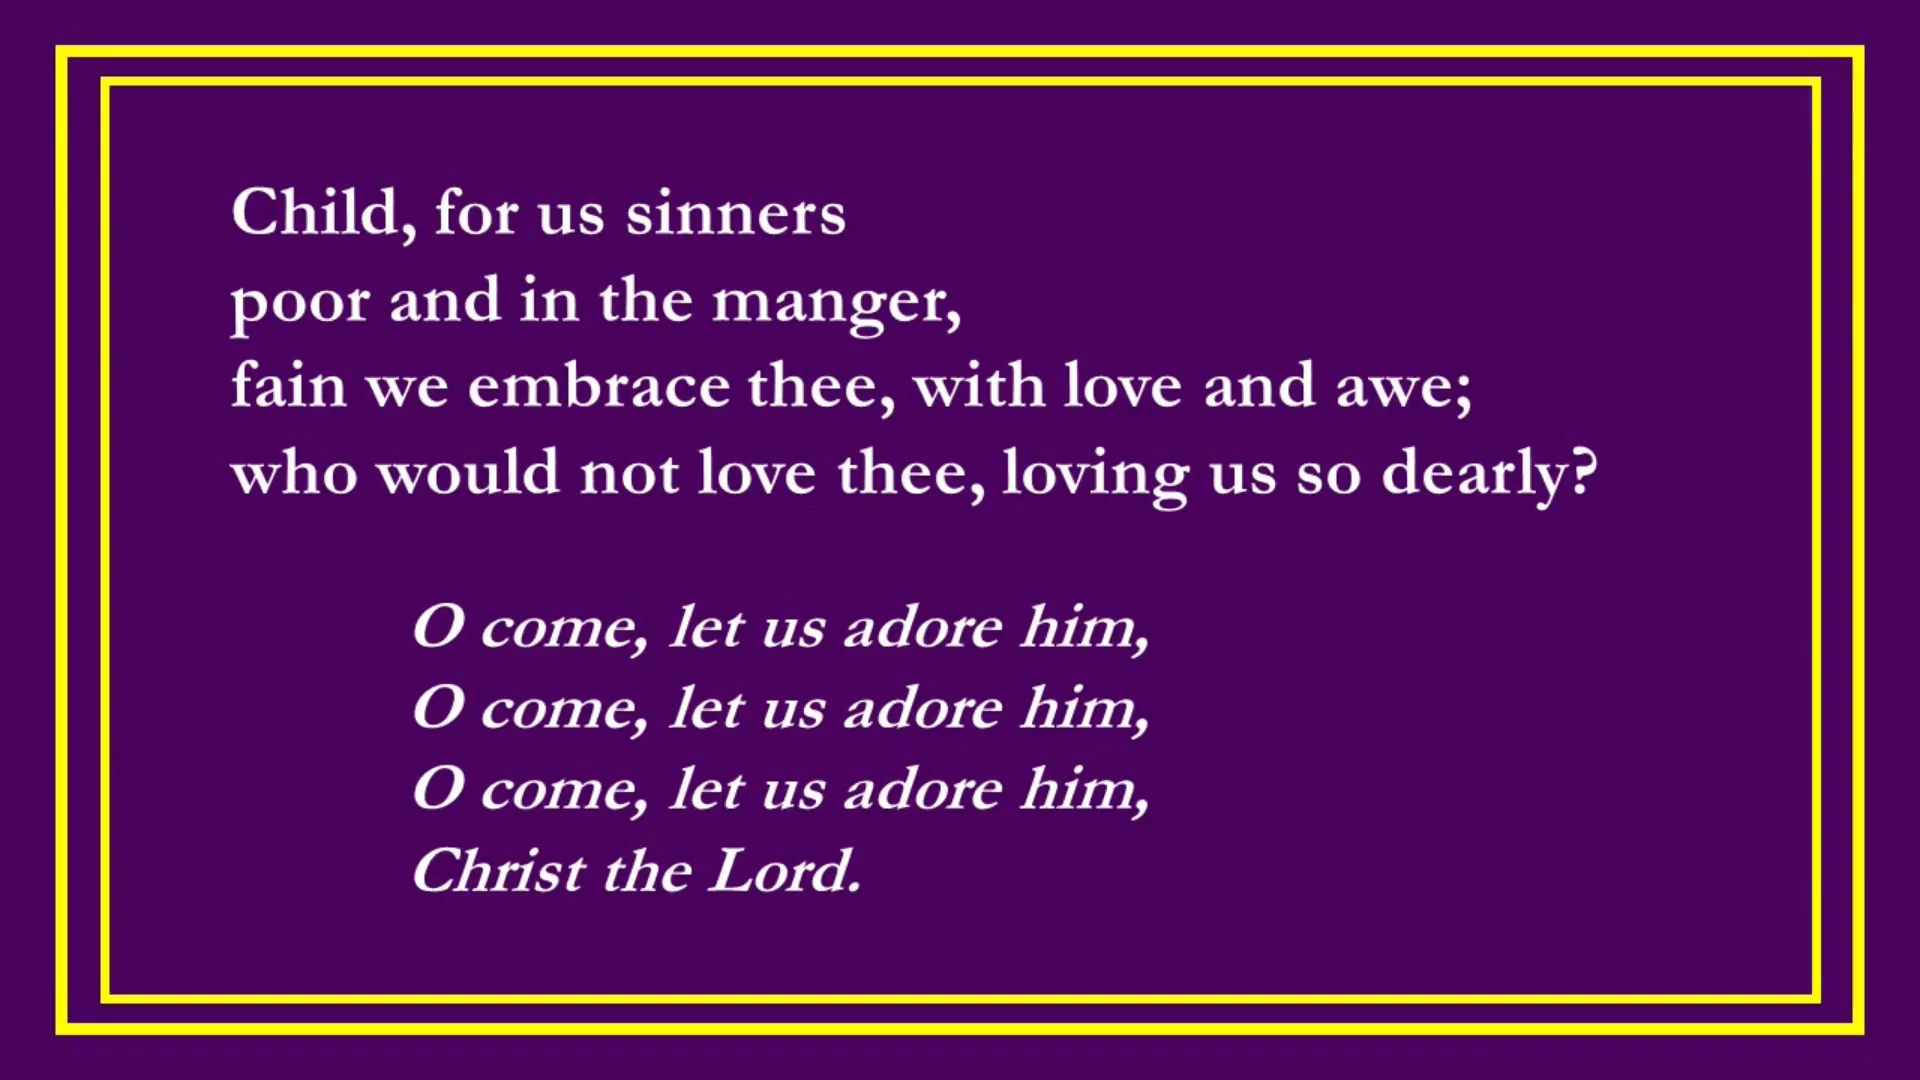 Child, for us sinners
poor and in the manger,
fain we embrace thee, with love and awe;
who would not love thee, loving us so dearly?
O come, let us adore him,
O come, let us adore him,
O come, let us adore him,
Christ the Lord.